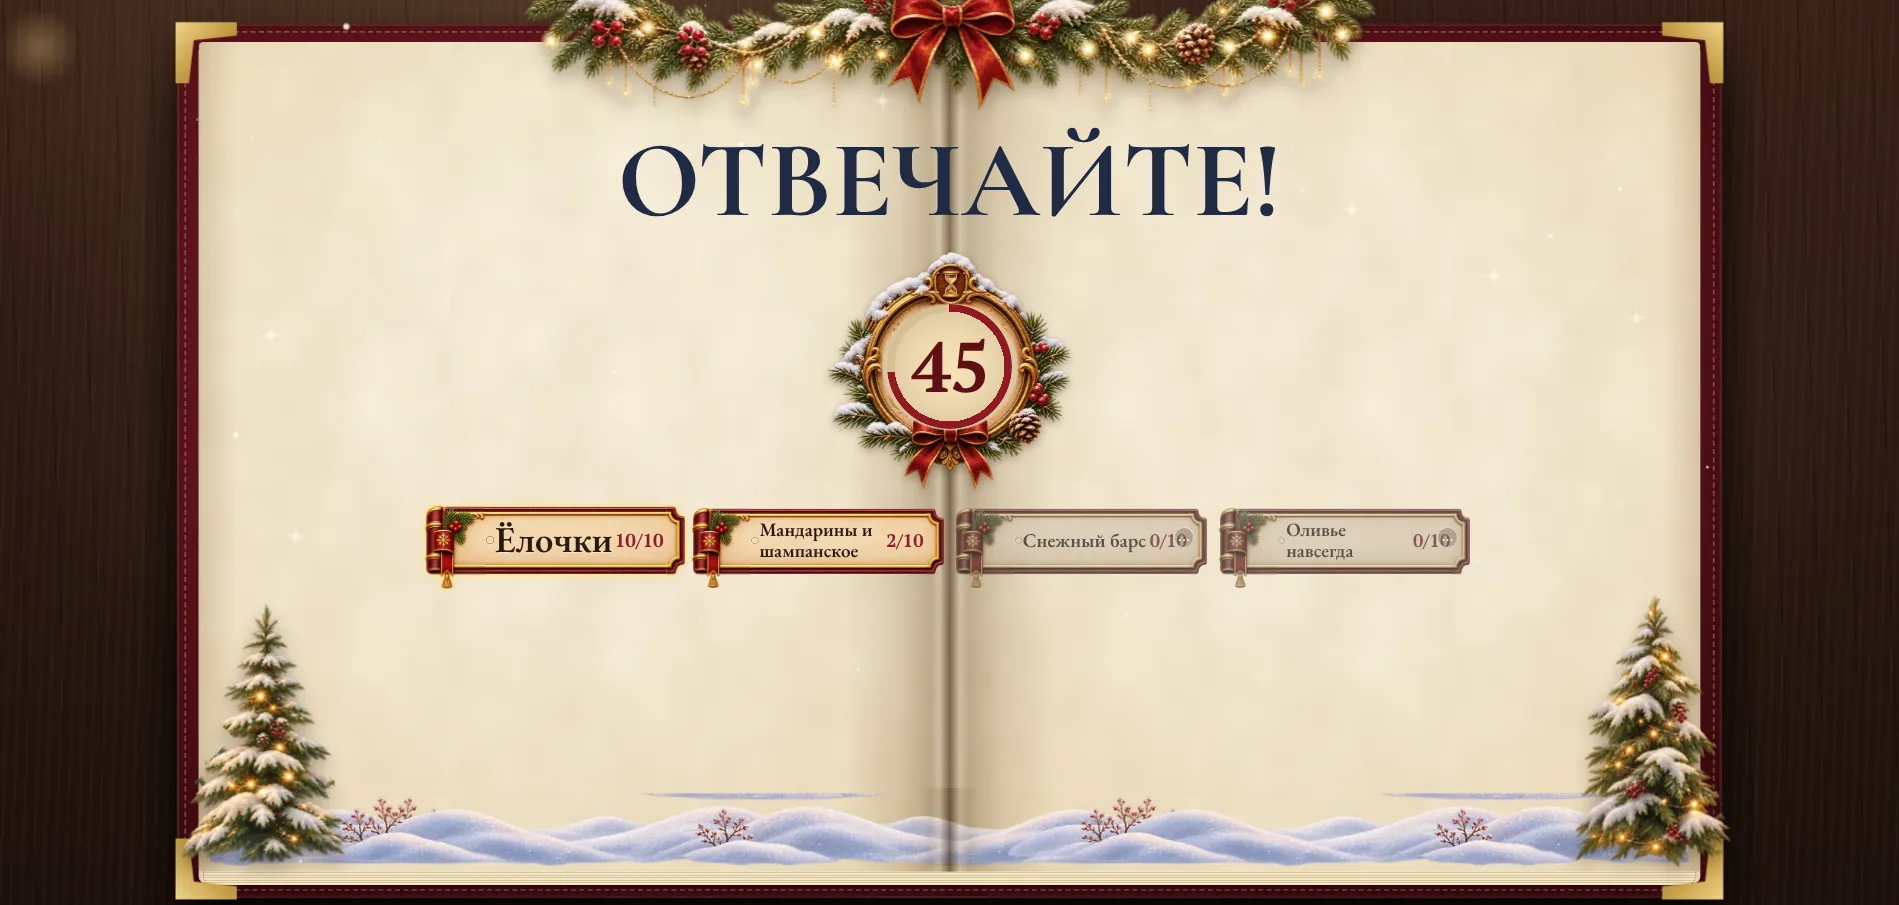 ОТВЕЧАЙТЕ!
45
Ёлочки 10/10
Мандарины и
шампанское 2/10
Снежный барс 0/10
Оливье
навсегда 0/10